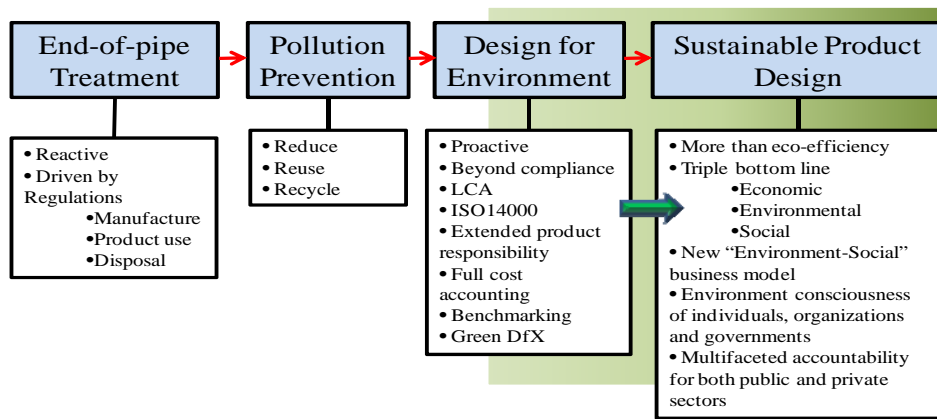 End-of-pipe
Treatment
Pollution
Prevention
Design for
Environment
Sustainable Product
Design
• Reactive
• Driven by
Regulations
•Manufacture
•Product use
•Disposal
• Reduce
• Reuse
• Recycle
• Proactive
• Beyond compliance
• LCA
• ISO14000
• Extended product
responsibility
• Full cost
accounting
• Benchmarking
• Green DfX
• More than eco-efficiency
• Triple bottom line
•Economic
•Environmental
•Social
• New “Environment-Social”
business model
• Environment consciousness
of individuals, organizations
and governments
• Multifaceted accountability
for both public and private
sectors